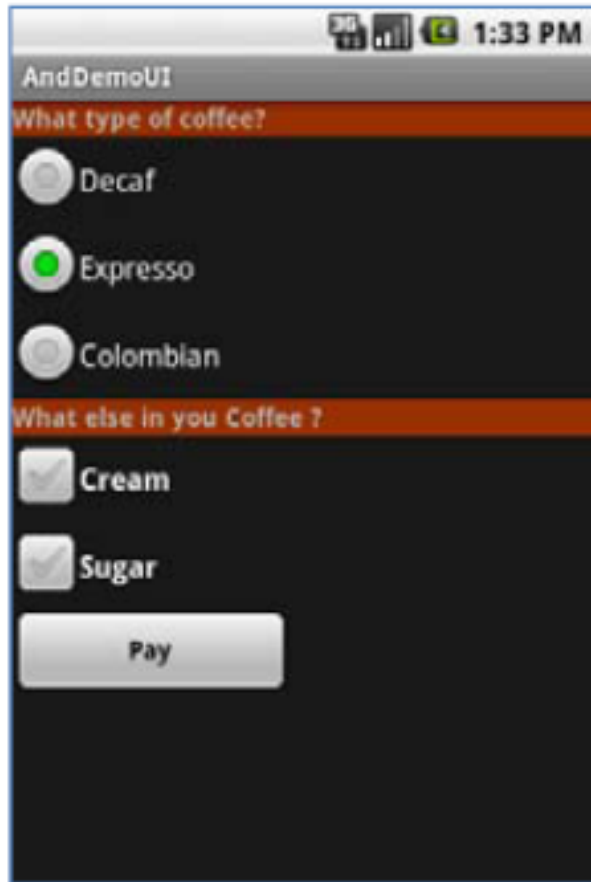 3G 1:33 PM
AndDemoUI
What type of coffee?
Decaf
Expresso
Colombian
What else in you Coffee ?
Cream
Sugar
Pay